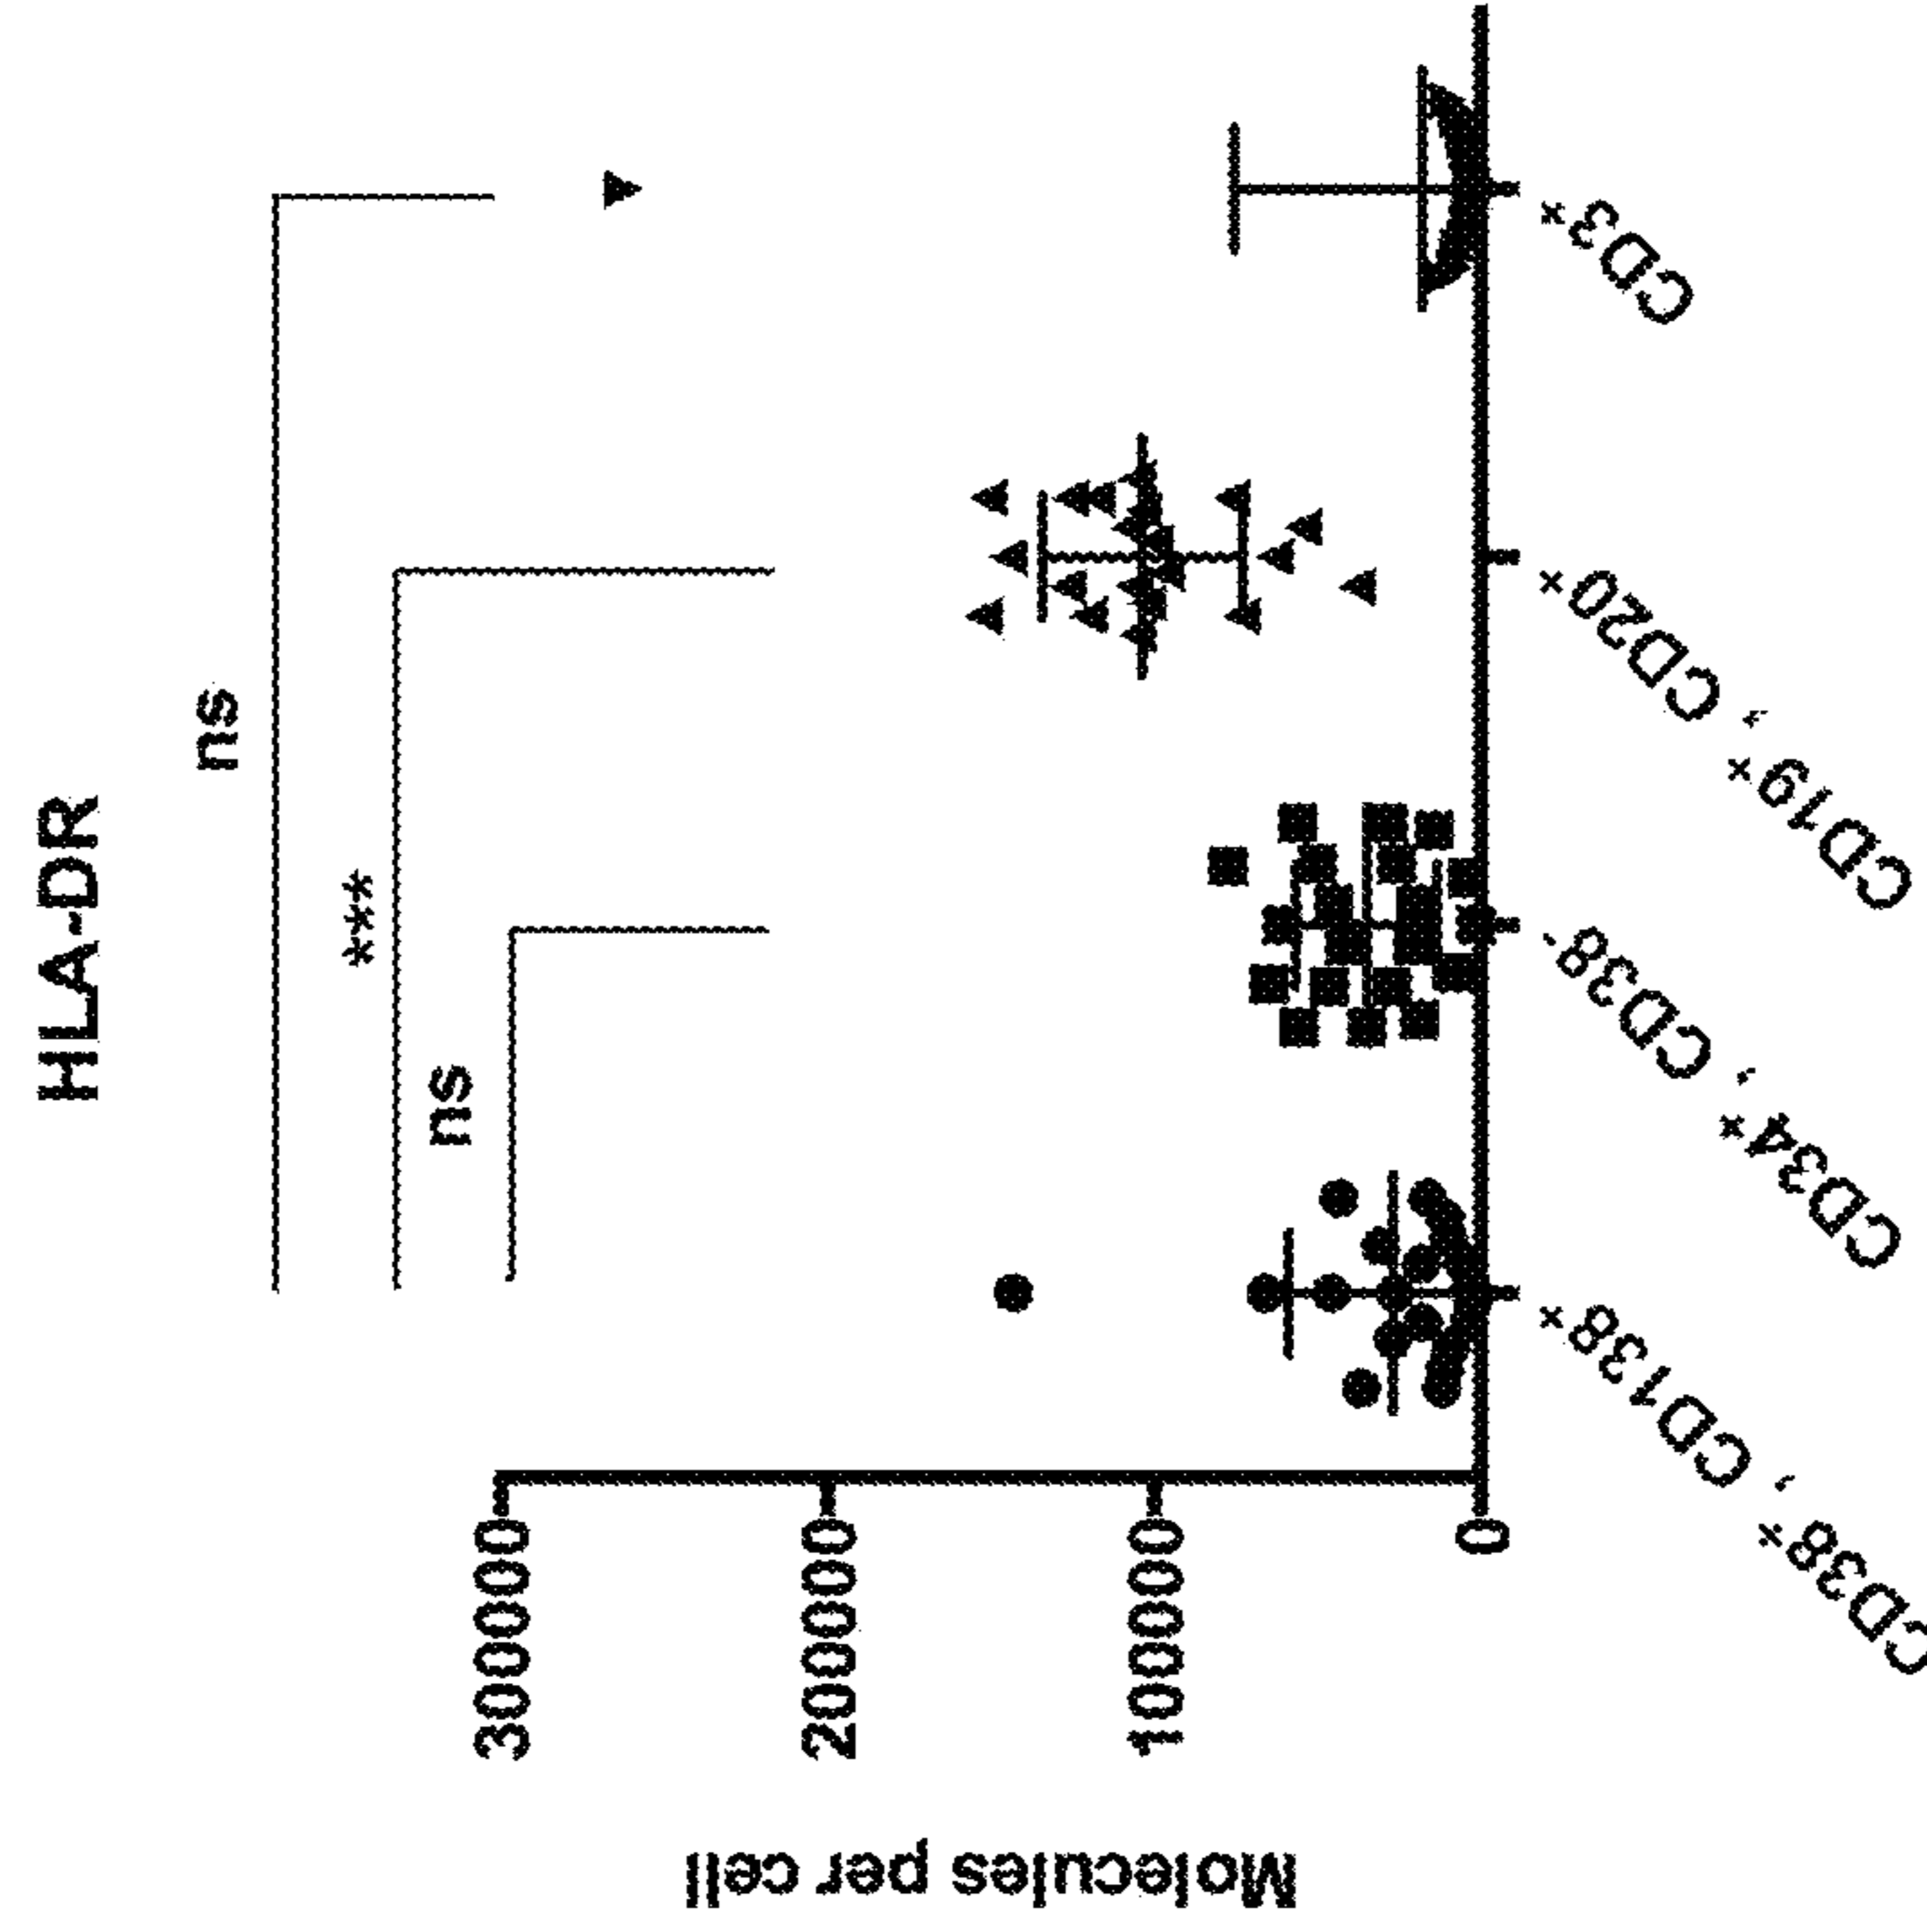 HLA-DR
ns
***
ns
Molecules per cell
300000
200000
100000
0
CD38⁺, CD138⁺
CD34⁺, CD38⁻
CD19⁺, CD20⁺
CD3⁺